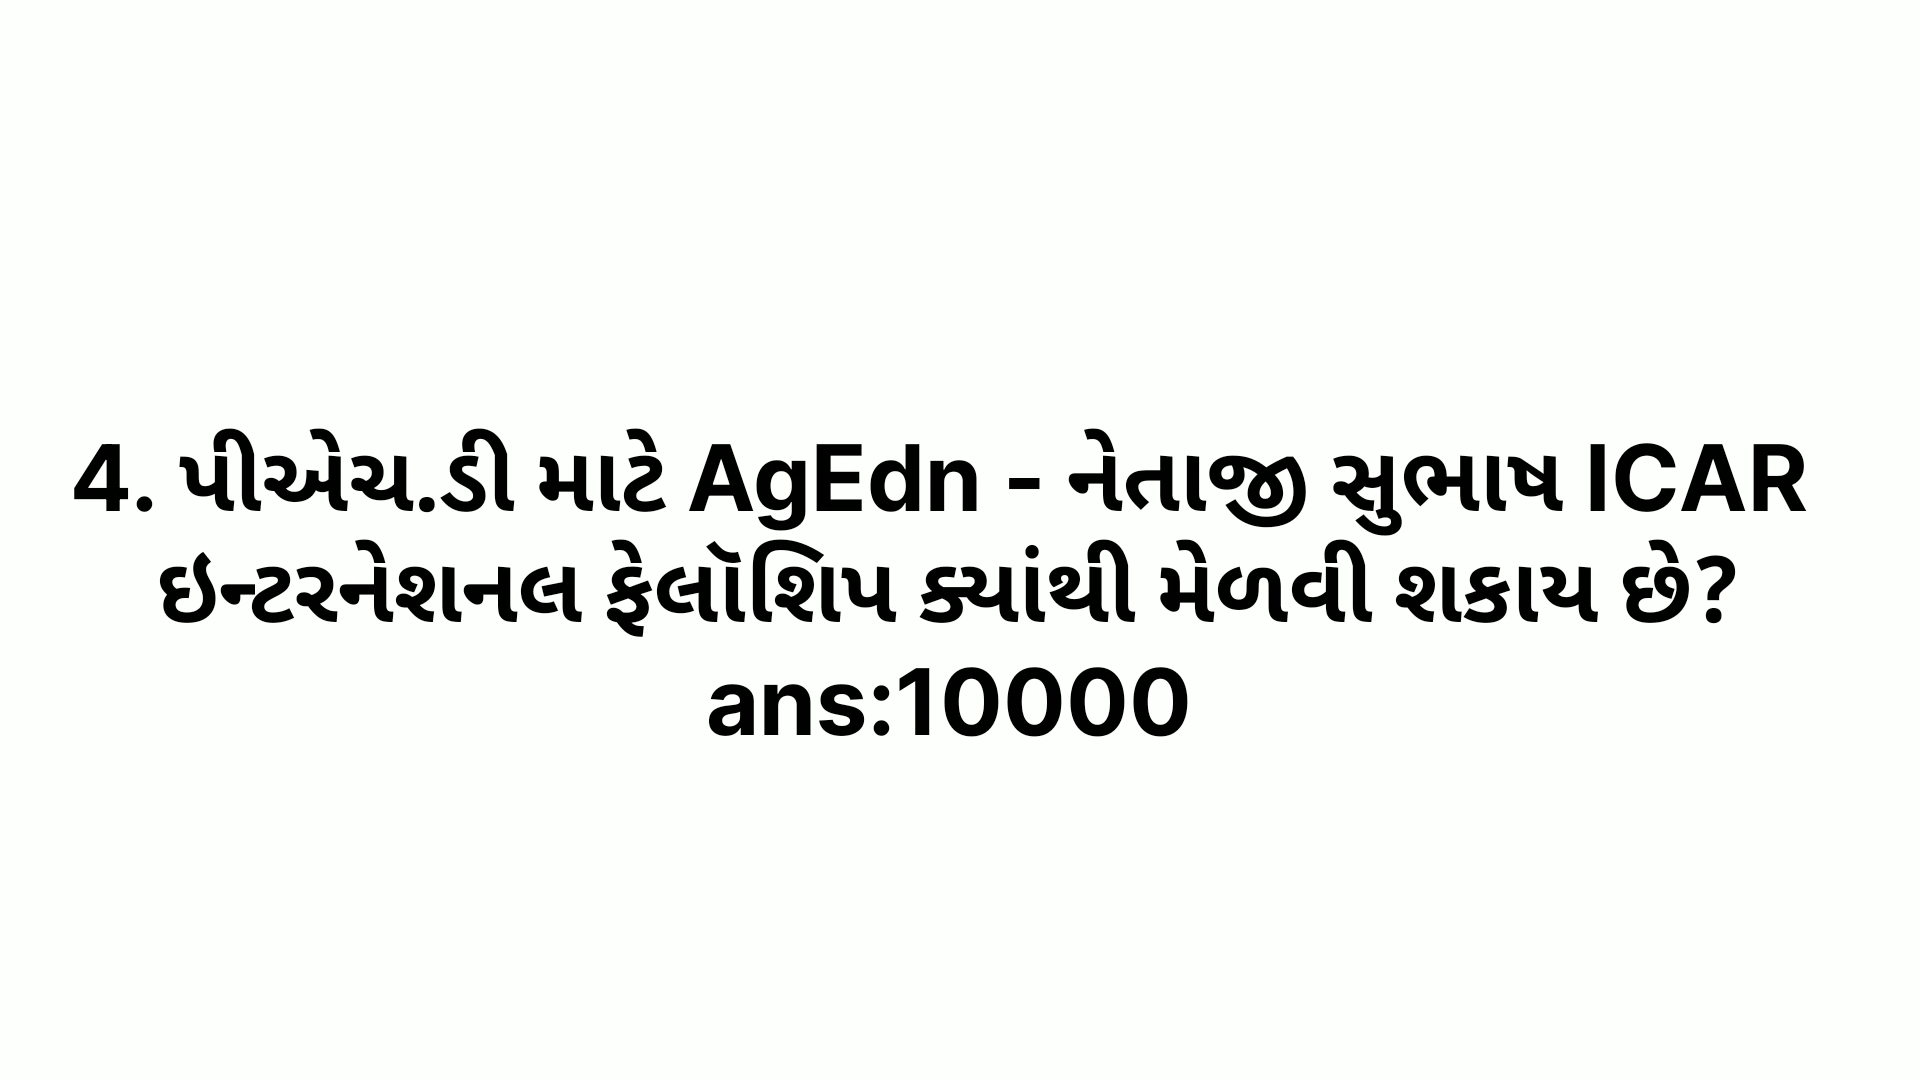 4. પીએચ.ડી માટે AgEdn - નેતાજી સુભાષ ICAR
ઇન્ટરનેશનલ ફેલૉશિપ ક્યાંથી મેળવી શકાય છે?
ans:10000